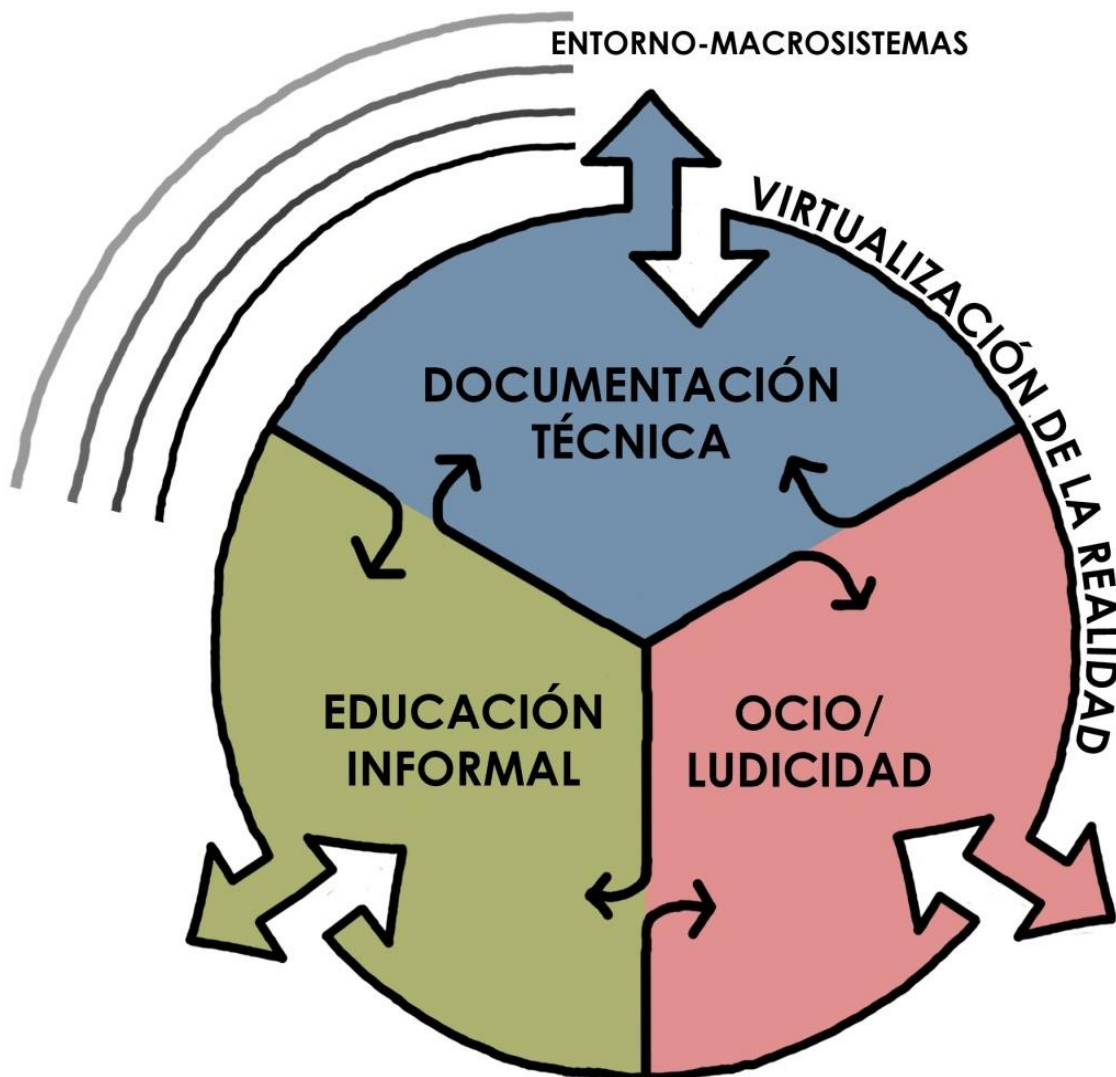 ENTORNO-MACROSISTEMAS
VIRTUALIZACIÓN DE LA REALIDAD
DOCUMENTACIÓN
TÉCNICA
EDUCACIÓN
INFORMAL
OCIO/
LUDICIDAD